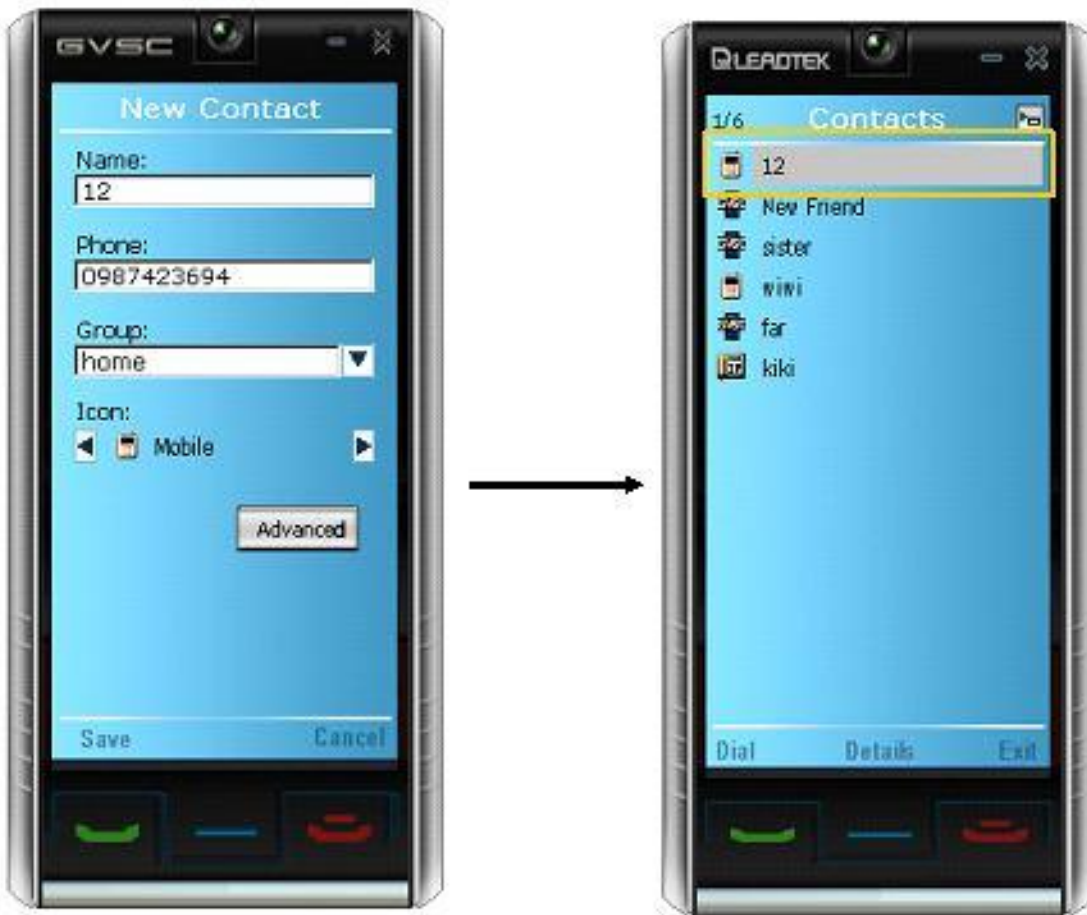 GVSC
New Contact
Name:
12
Phone:
0987423694
Group:
home
Icon:
Mobile
Advanced
Save Cancel
LEADTEK
1/6 Contacts
12
New Friend
sister
wiwi
far
kiki
Dial Details Exit